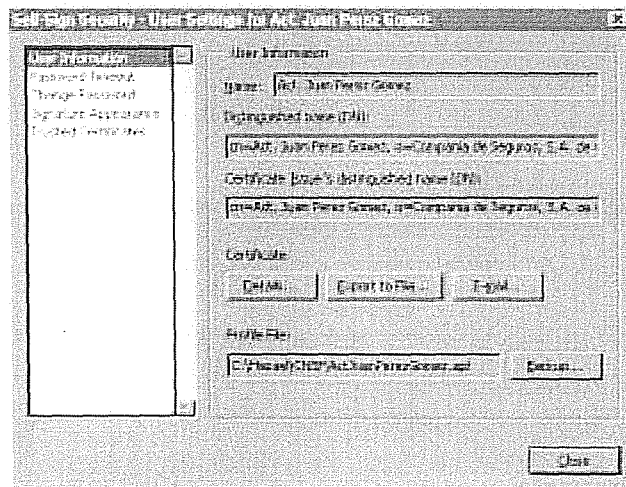 Self-Sign Security - User Settings for Act. Juan Perez Gomez
User Information
Password Timeout
Change Password
Signature Appearance
Trusted Certificates
User Information
Name: Act. Juan Perez Gomez
Distinguished name (DN):
cn=Act. Juan Perez Gomez, o=Compania de Seguros, S.A. de
Certificate Issuer's distinguished name (DN):
cn=Act. Juan Perez Gomez, o=Compania de Seguros, S.A. de
Certificate:
Details... Export to File... E-mail...
Profile File:
Backup...
Close